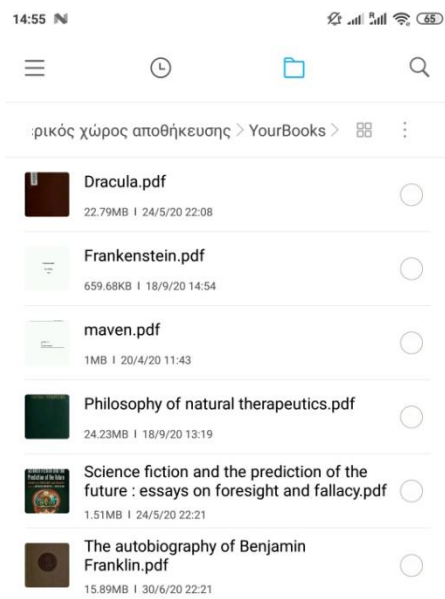 14:55 R 65
:ρικός χώρος αποθήκευσης > YourBooks >
Dracula.pdf
22.79MB | 24/5/20 22:08
Frankenstein.pdf
659.68KB | 18/9/20 14:54
maven.pdf
1MB | 20/4/20 11:43
Philosophy of natural therapeutics.pdf
24.23MB | 18/9/20 13:19
Science fiction and the prediction of the
future : essays on foresight and fallacy.pdf
1.51MB | 24/5/20 22:21
The autobiography of Benjamin
Franklin.pdf
15.89MB | 30/6/20 22:21